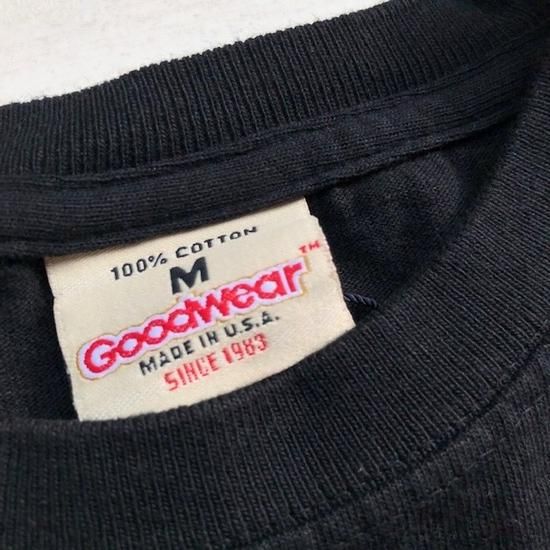 100% COTTON
M
Goodwear™
MADE IN U.S.A.
SINCE 1983